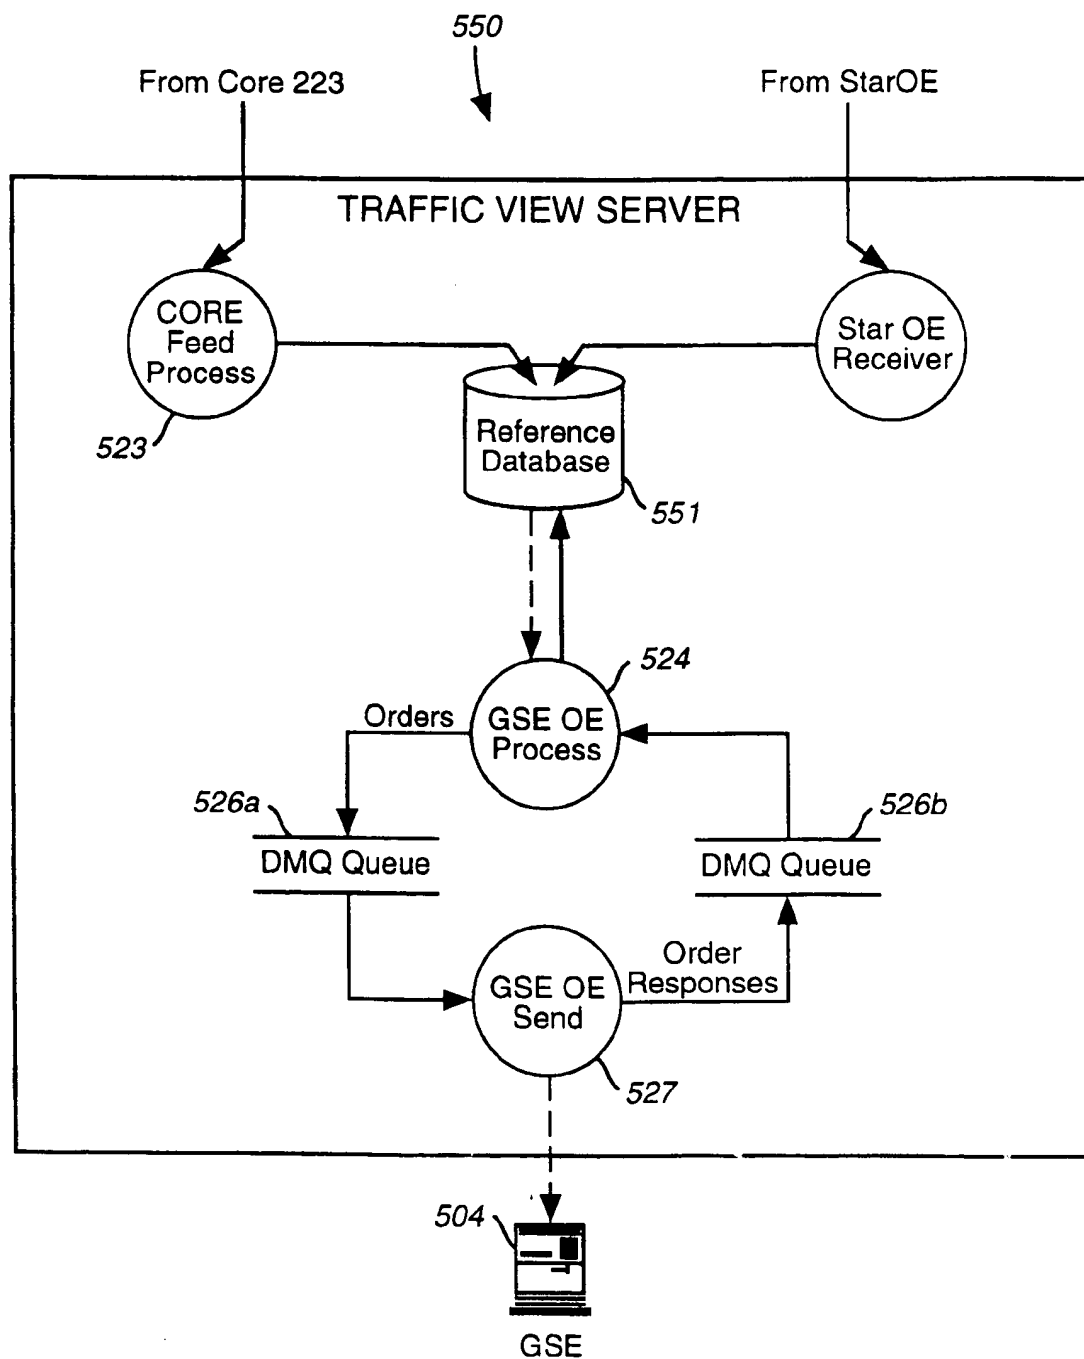 550
From Core 223
From StarOE
TRAFFIC VIEW SERVER
CORE
Feed
Process
523
Star OE
Receiver
Reference
Database
551
524
GSE OE
Process
Orders
526a
DMQ Queue
526b
DMQ Queue
GSE OE
Send
Order
Responses
527
504
GSE